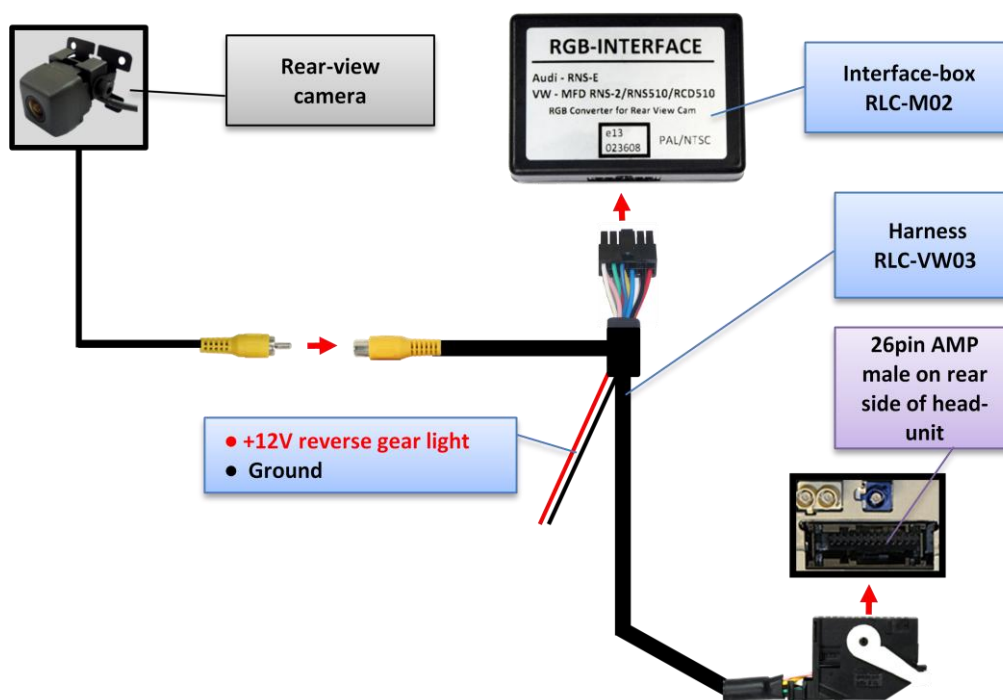 Rear-view
camera
RGB-INTERFACE
Audi - RNS-E
VW - MFD RNS-2/RNS510/RCD510
RGB Converter for Rear View Cam
e13
023608
PAL/NTSC
Interface-box
RLC-M02
Harness
RLC-VW03
26pin AMP
male on rear
side of head-
unit
● +12V reverse gear light
● Ground